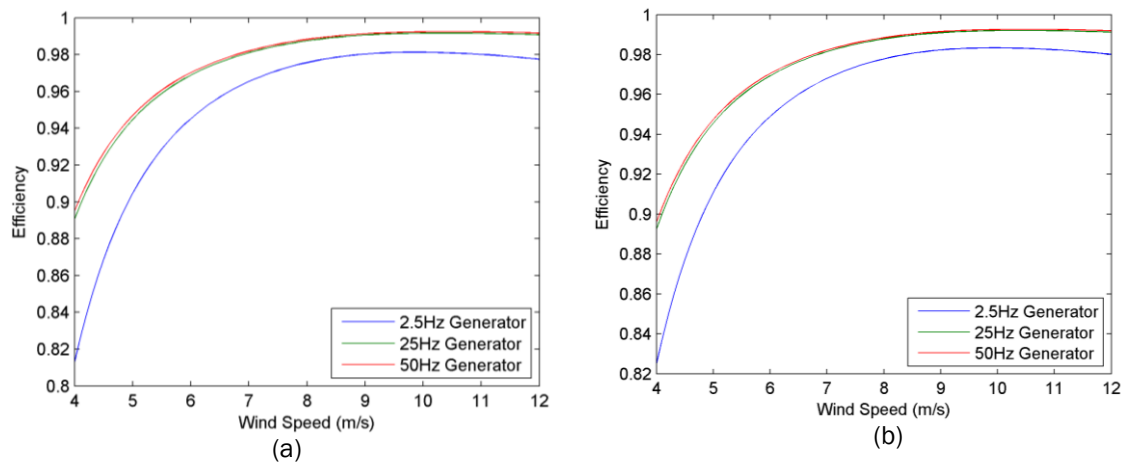 1
0.98
0.96
0.94
0.92
0.9
0.88
0.86
0.84
0.82
0.8
Efficiency
4 5 6 7 8 9 10 11 12
Wind Speed (m/s)
2.5Hz Generator
25Hz Generator
50Hz Generator
(a)
1
0.98
0.96
0.94
0.92
0.9
0.88
0.86
0.84
0.82
Efficiency
4 5 6 7 8 9 10 11 12
Wind Speed (m/s)
2.5Hz Generator
25Hz Generator
50Hz Generator
(b)